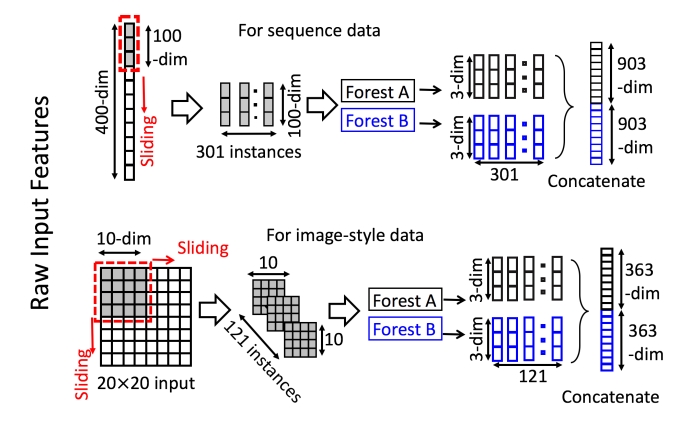 Raw Input Features
For sequence data
400-dim
100
-dim
Sliding
301 instances
100-dim
Forest A
Forest B
3-dim
3-dim
301
903
-dim
903
-dim
Concatenate
For image-style data
10-dim
Sliding
Sliding
20×20 input
10
10
121 instances
Forest A
Forest B
3-dim
3-dim
121
363
-dim
363
-dim
Concatenate